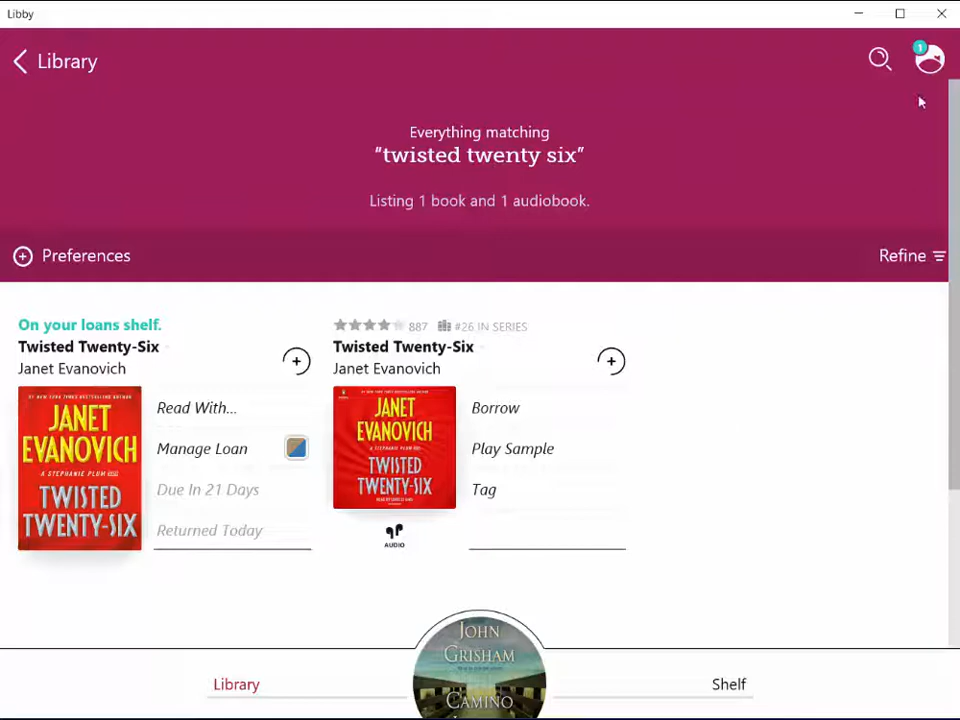 Libby
Library
1
Everything matching
"twisted twenty six"
Listing 1 book and 1 audiobook.
Preferences
Refine
On your loans shelf.
Twisted Twenty-Six
Janet Evanovich
JANET
EVANOVICH
A STEPHANIE PLUM
TWISTED
TWENTY-SIX
Read With...
Manage Loan
Due In 21 Days
Returned Today
887 #26 IN SERIES
Twisted Twenty-Six
Janet Evanovich
JANET
EVANOVICH
A STEPHANIE PLUM
TWISTED
TWENTY-SIX
AUDIO
Borrow
Play Sample
Tag
JOHN
GRISHAM
CAMINO
Library
Shelf